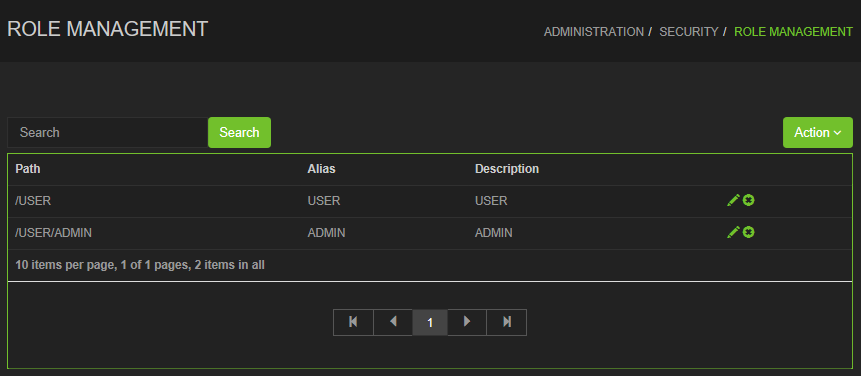 ROLE MANAGEMENT
ADMINISTRATION / SECURITY / ROLE MANAGEMENT
Search Search Action
Path Alias Description
/USER USER USER
/USER/ADMIN ADMIN ADMIN
10 items per page, 1 of 1 pages, 2 items in all
1